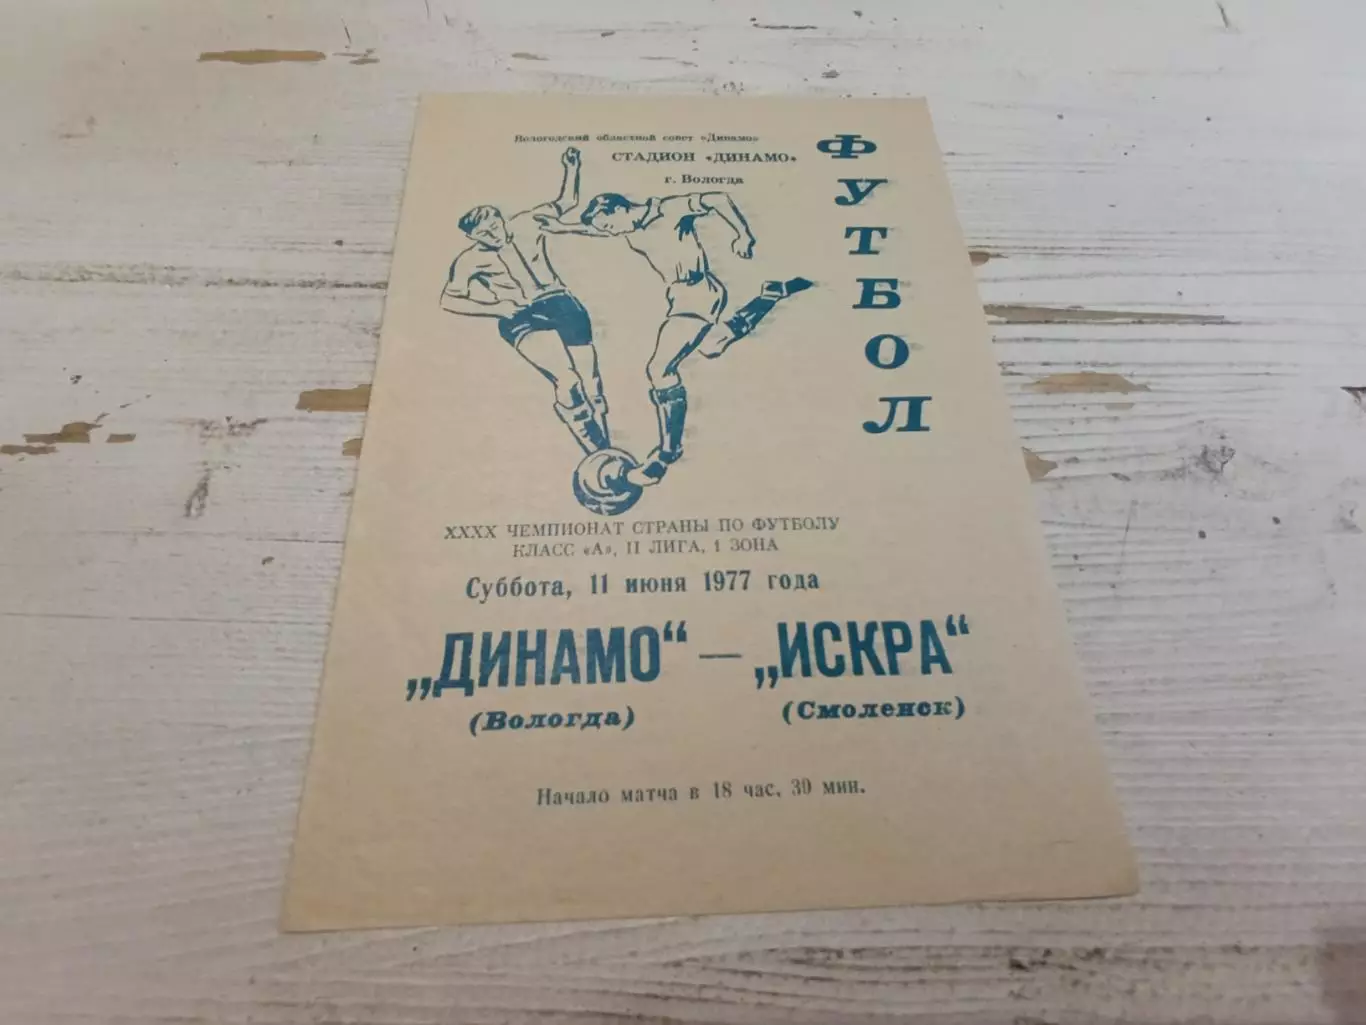 Вологодский областной совет «Динамо»
СТАДИОН «ДИНАМО»
г. Вологда
ФУТБОЛ
XXXX ЧЕМПИОНАТ СТРАНЫ ПО ФУТБОЛУ
КЛАСС «А», II ЛИГА, 1 ЗОНА
Суббота, 11 июня 1977 года
„ДИНАМО“ — „ИСКРА“
(Вологда) (Смоленск)
Начало матча в 18 час. 30 мин.